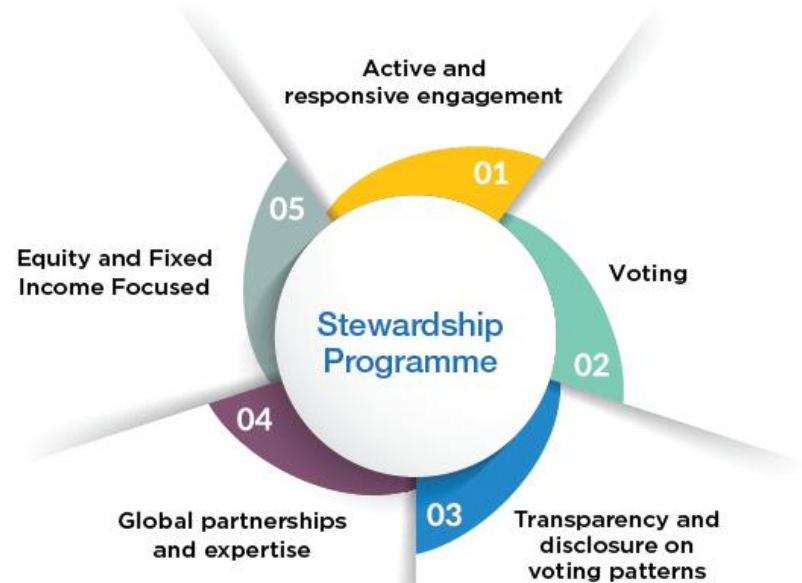 Active and
responsive engagement
01
Voting
02
Transparency and
disclosure on
voting patterns
03
Global partnerships
and expertise
04
Equity and Fixed
Income Focused
05
Stewardship
Programme